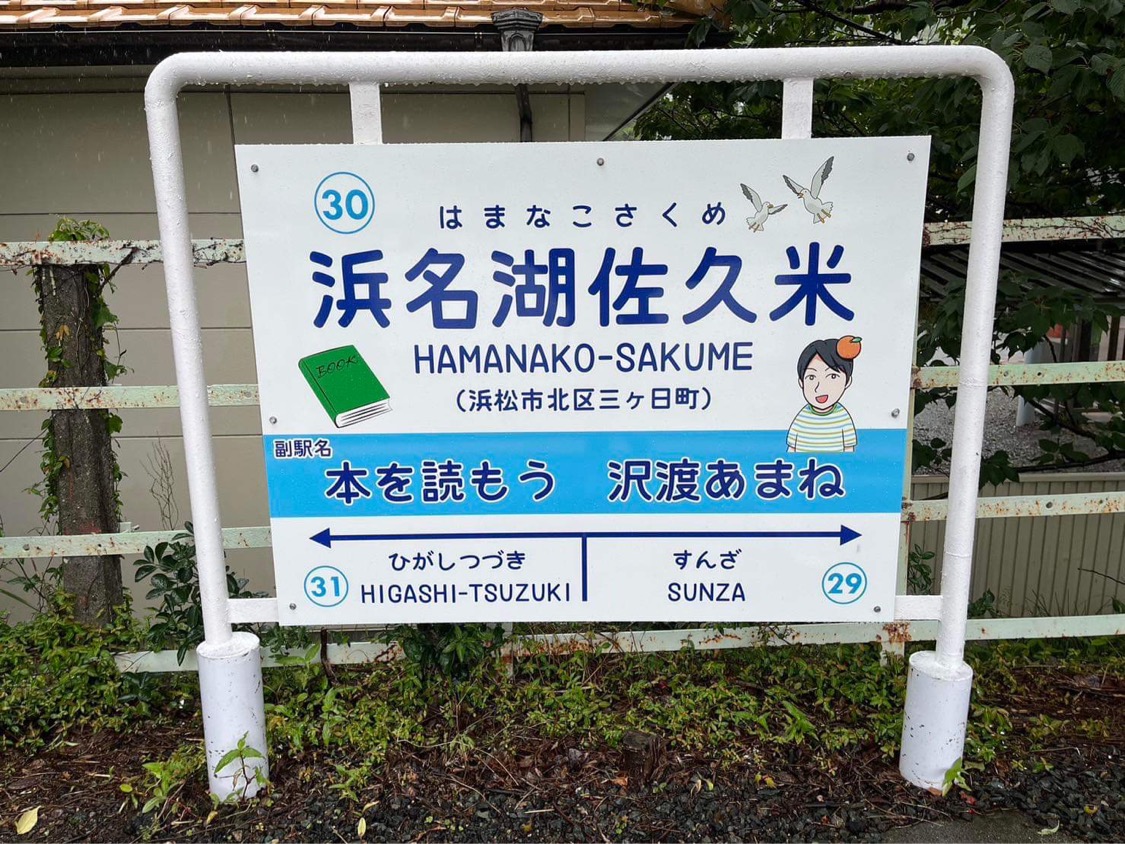 30
はまなこさくめ
浜名湖佐久米
HAMANAKO-SAKUME
(浜松市北区三ヶ日町)
BOOK
副駅名
本を読もう 沢渡あまね
ひがしつづき すんざ
31 HIGASHI-TSUZUKI SUNZA 29